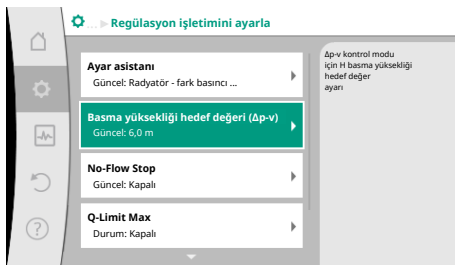 ... Regülasyon işletimini ayarla
Ayar asistanı
Güncel: Radyatör - fark basıncı ...
Basma yüksekliği hedef değeri (Δp-v)
Güncel: 6,0 m
No-Flow Stop
Güncel: Kapalı
Q-Limit Max
Durum: Kapalı
?
Δp-v kontrol modu
için H basma yüksekliği
hedef değer
ayarı